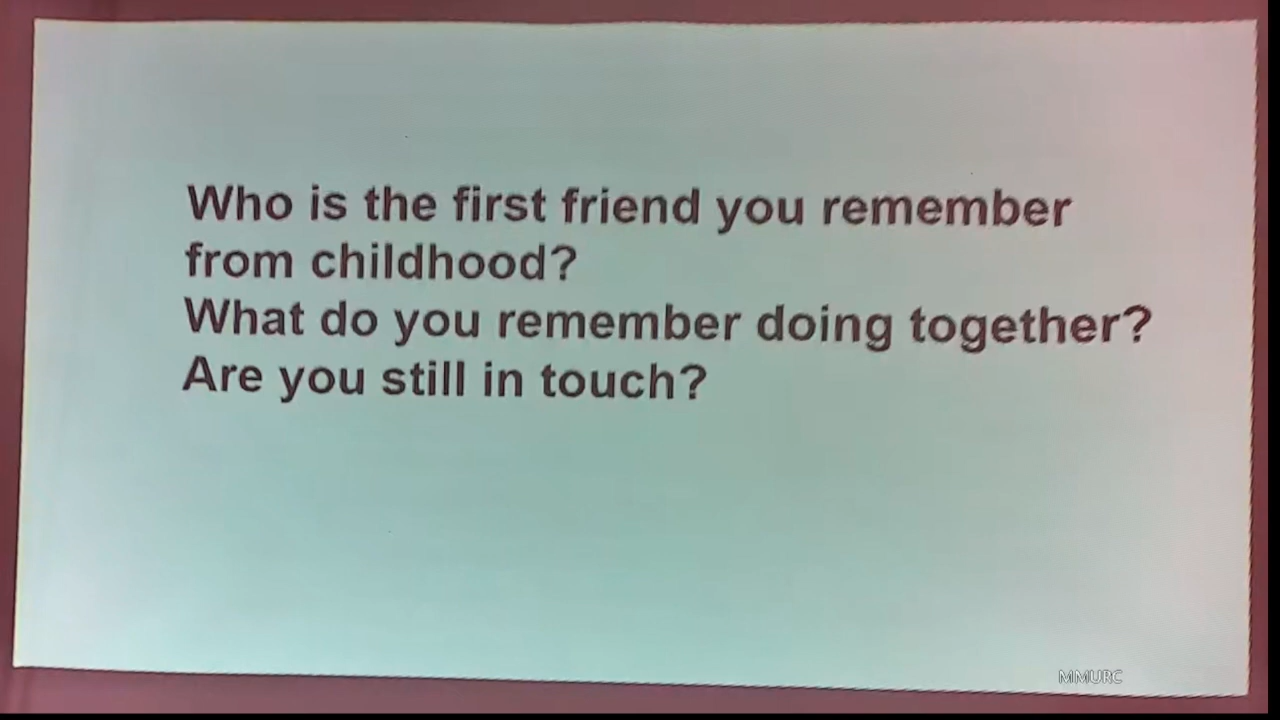 Who is the first friend you remember
from childhood?
What do you remember doing together?
Are you still in touch?
MMURC